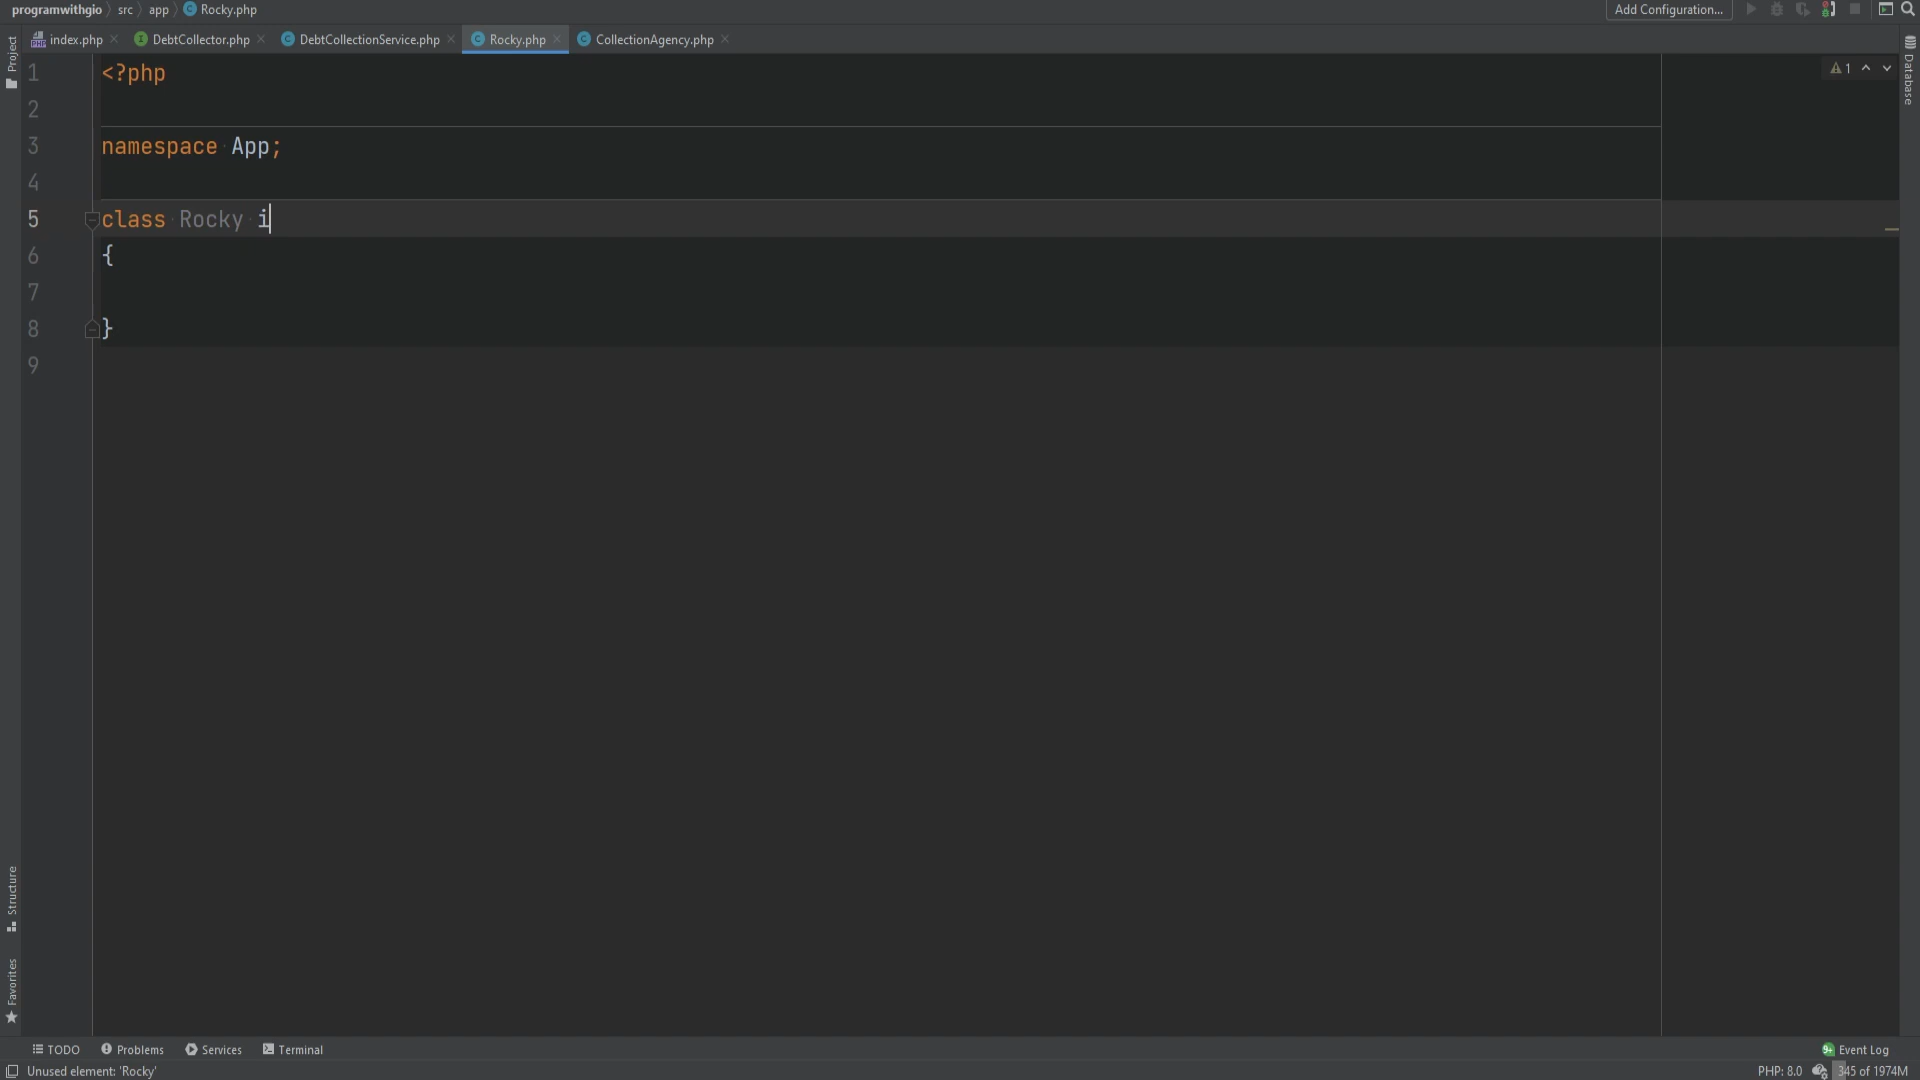 programwithgio src app Rocky.php
Add Configuration...
index.php DebtCollector.php DebtCollectionService.php Rocky.php CollectionAgency.php
Project
Database
1 <?php
2
3 namespace App;
4
5 class Rocky i
6 {
7
8 }
9
1
Structure
Favorites
TODO Problems Services Terminal
9+ Event Log
Unused element: 'Rocky'
PHP: 8.0 345 of 1974M